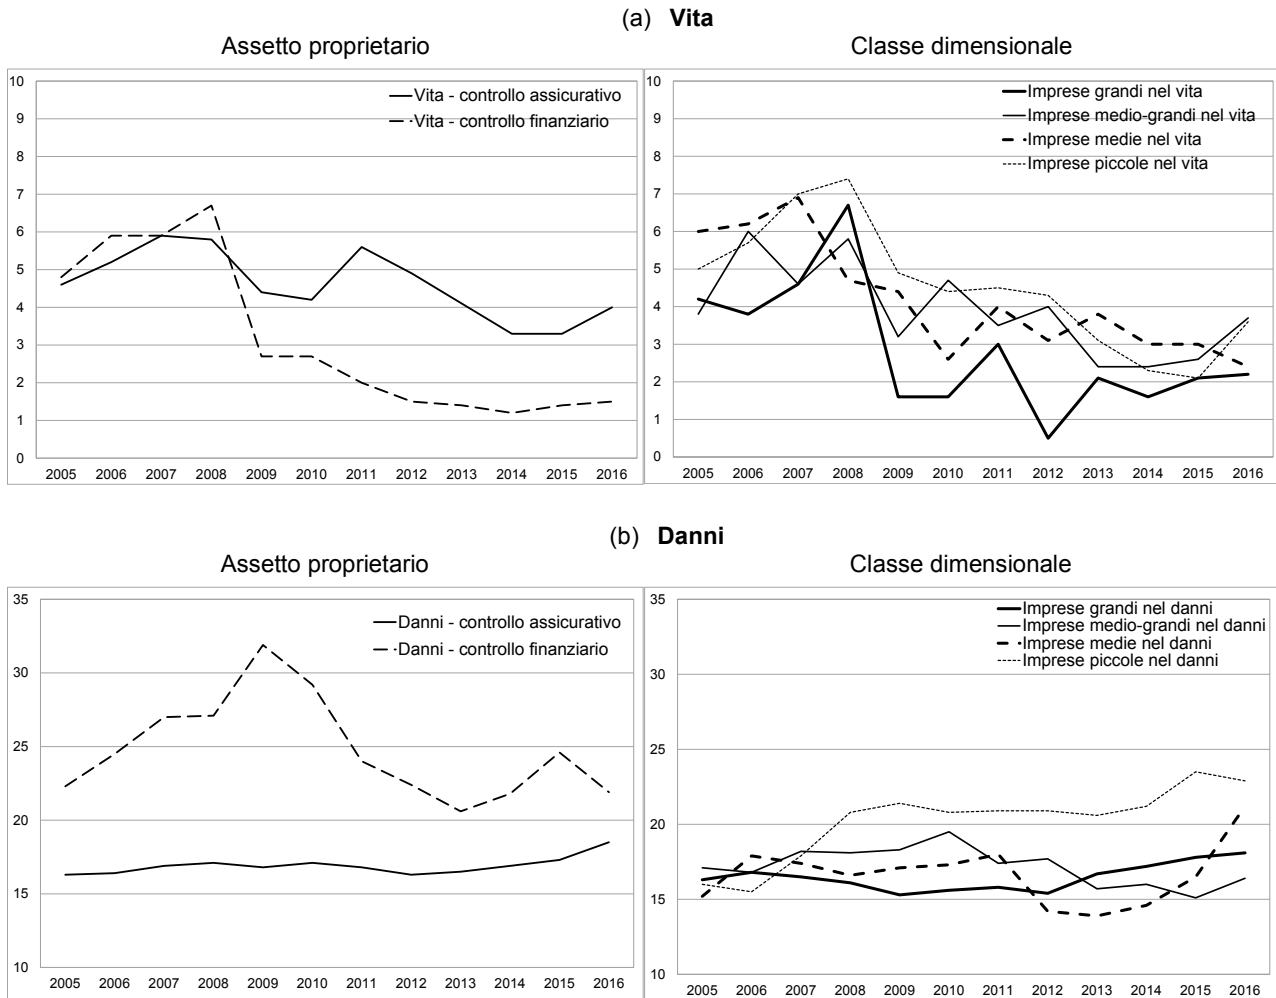 (a) Vita
Assetto proprietario
Classe dimensionale
10
9
8
7
6
5
4
3
2
1
0
Vita - controllo assicurativo
Vita - controllo finanziario
2005 2006 2007 2008 2009 2010 2011 2012 2013 2014 2015 2016
10
9
8
7
6
5
4
3
2
1
0
Imprese grandi nel vita
Imprese medio-grandi nel vita
Imprese medie nel vita
Imprese piccole nel vita
2005 2006 2007 2008 2009 2010 2011 2012 2013 2014 2015 2016
(b) Danni
Assetto proprietario
Classe dimensionale
35
30
25
20
15
10
Danni - controllo assicurativo
Danni - controllo finanziario
2005 2006 2007 2008 2009 2010 2011 2012 2013 2014 2015 2016
35
30
25
20
15
10
Imprese grandi nel danni
Imprese medio-grandi nel danni
Imprese medie nel danni
Imprese piccole nel danni
2005 2006 2007 2008 2009 2010 2011 2012 2013 2014 2015 2016